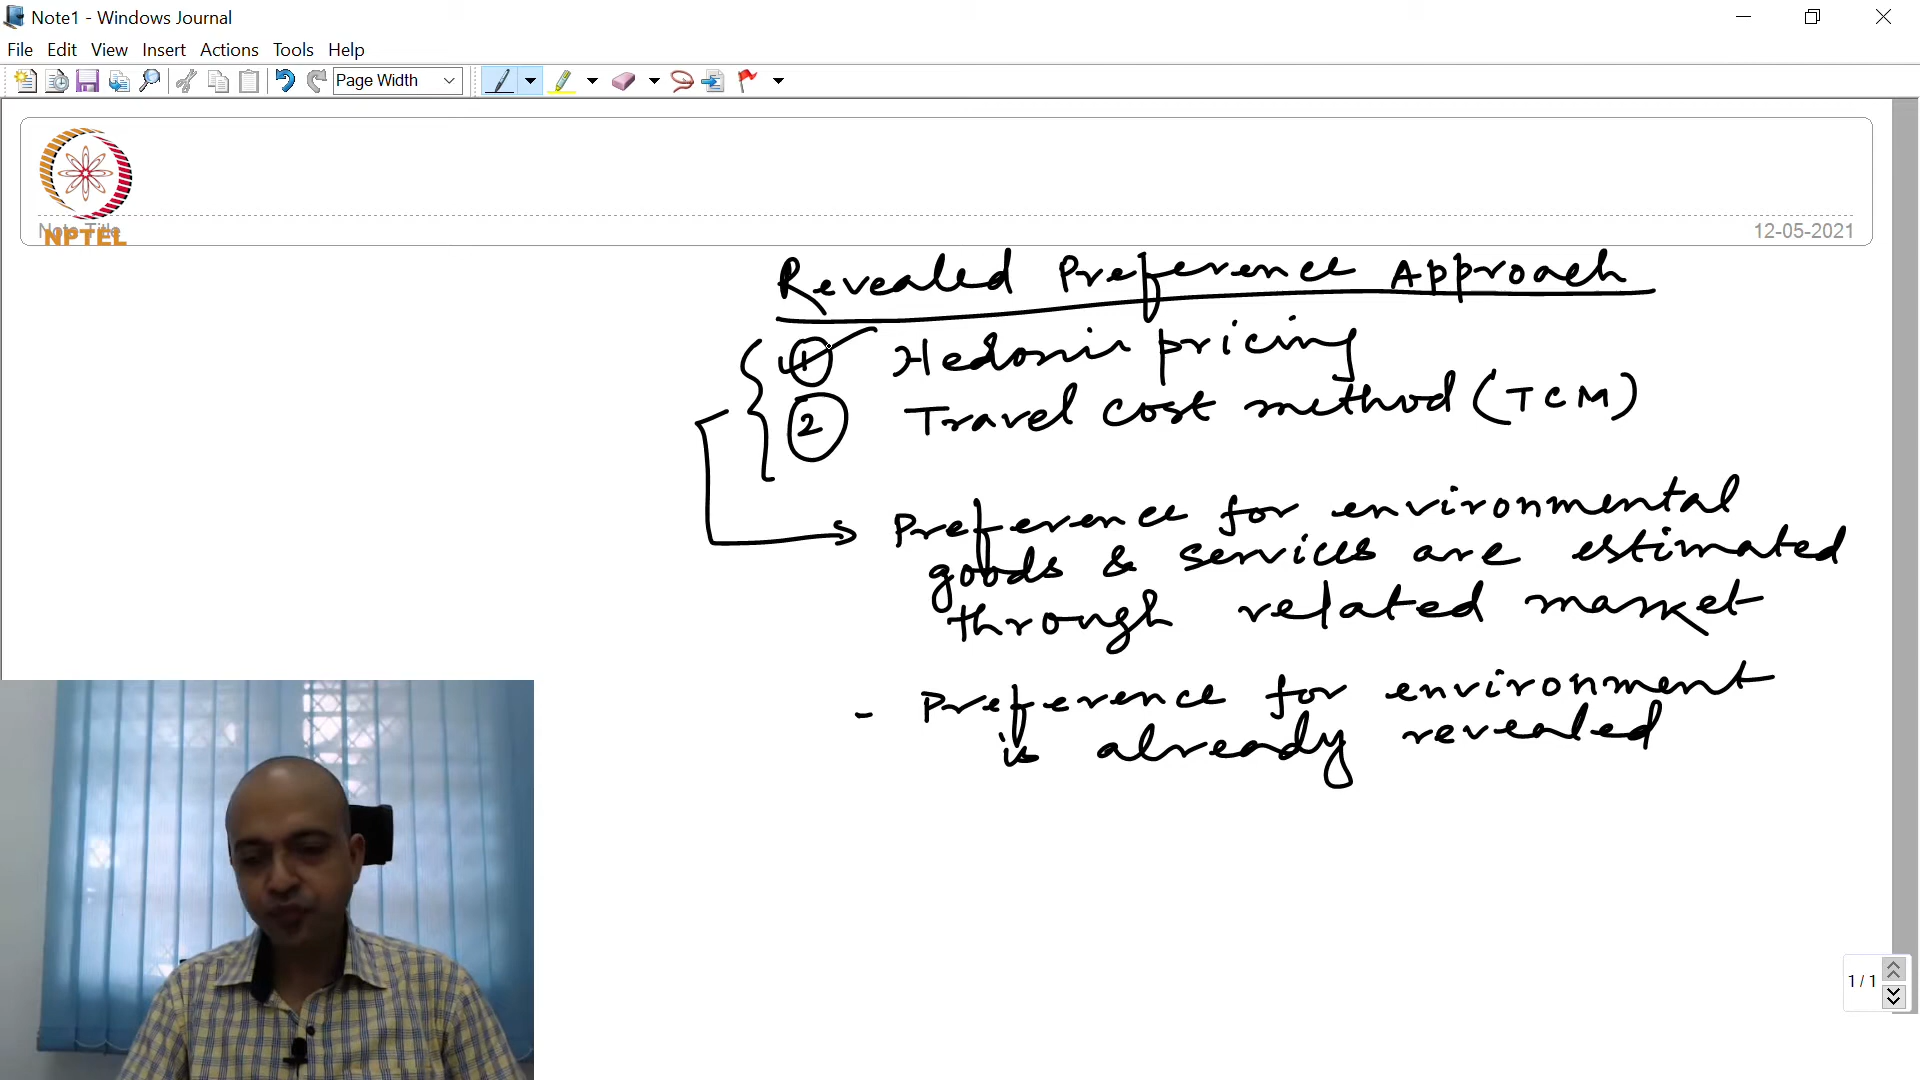 Note1 - Windows Journal
File Edit View Insert Actions Tools Help
Page Width
Note Title
NPTEL
12-05-2021
Revealed Preference Approach
1 Hedonic pricing
2 Travel cost method (TCM)
Preference for environmental
goods & services are estimated
through related market
- Preference for environment
is already revealed
1 / 1